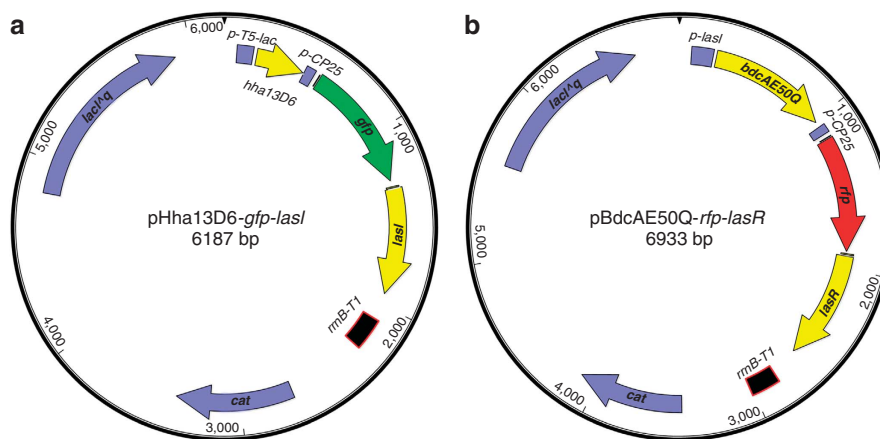 a
6,000
p-T5-lac
p-CP25
hha13D6
gfp
1,000
lacI^q
5,000
lasI
pHha13D6-gfp-lasI
6187 bp
rrnB-T1
2,000
4,000
cat
3,000
b
p-lasI
bdcAE50Q
1,000
p-CP25
6,000
lacI^q
rfp
pBdcAE50Q-rfp-lasR
6933 bp
5,000
2,000
lasR
rrnB-T1
4,000
cat
3,000